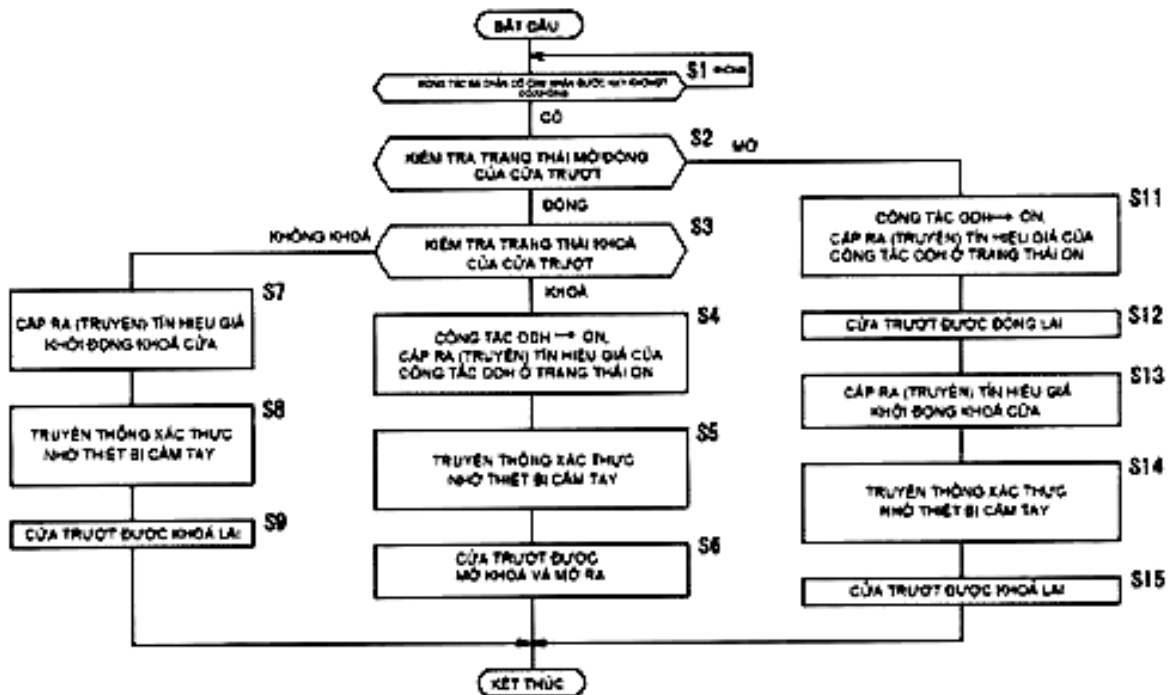 BẮT ĐẦU
S1 KHÔNG
CÓ
S2
MỞ
KIỂM TRA TRẠNG THÁI MỞ ĐÓNG
CỦA CỬA TRƯỢT
ĐÓNG
S3
KHÔNG KHOÁ
KIỂM TRA TRẠNG THÁI KHOÁ
CỦA CỬA TRƯỢT
KHOÁ
S7
CẤP RA (TRUYỀN) TÍN HIỆU GIẢ
KHỞI ĐỘNG KHOÁ CỬA
S8
TRUYỀN THÔNG XÁC THỰC
NHỜ THIẾT BỊ CẦM TAY
S9
CỬA TRƯỢT ĐƯỢC KHOÁ LẠI
S4
CÔNG TẮC ODH → ON,
CẤP RA (TRUYỀN) TÍN HIỆU GIẢ CỦA
CÔNG TẮC ODH Ở TRẠNG THÁI ON
S5
TRUYỀN THÔNG XÁC THỰC
NHỜ THIẾT BỊ CẦM TAY
S6
CỬA TRƯỢT ĐƯỢC
MỞ KHOÁ VÀ MỞ RA
S11
CÔNG TẮC ODH → ON,
CẤP RA (TRUYỀN) TÍN HIỆU GIẢ CỦA
CÔNG TẮC ODH Ở TRẠNG THÁI ON
S12
CỬA TRƯỢT ĐƯỢC ĐÓNG LẠI
S13
CẤP RA (TRUYỀN) TÍN HIỆU GIẢ
KHỞI ĐỘNG KHOÁ CỬA
S14
TRUYỀN THÔNG XÁC THỰC
NHỜ THIẾT BỊ CẦM TAY
S15
CỬA TRƯỢT ĐƯỢC KHOÁ LẠI
KẾT THÚC